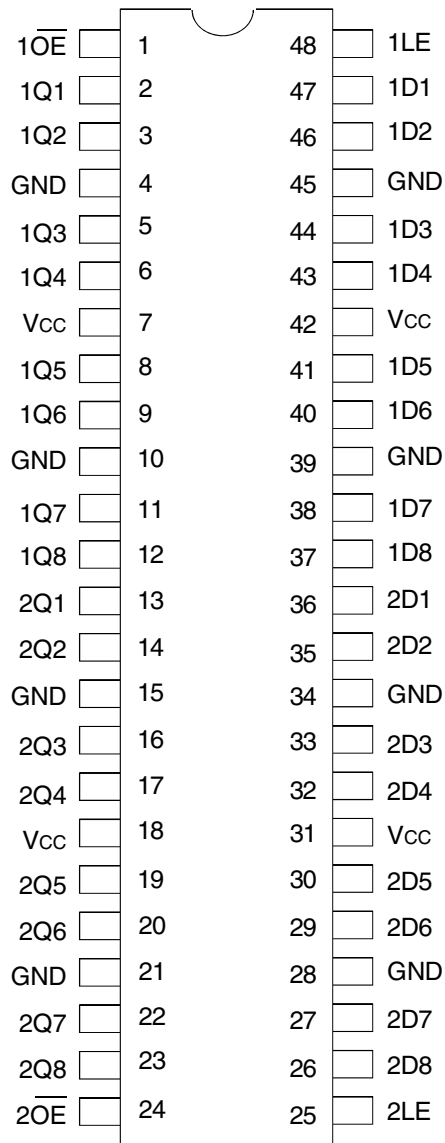 1O̅E̅ 1 48 1LE
1Q1 2 47 1D1
1Q2 3 46 1D2
GND 4 45 GND
1Q3 5 44 1D3
1Q4 6 43 1D4
VCC 7 42 VCC
1Q5 8 41 1D5
1Q6 9 40 1D6
GND 10 39 GND
1Q7 11 38 1D7
1Q8 12 37 1D8
2Q1 13 36 2D1
2Q2 14 35 2D2
GND 15 34 GND
2Q3 16 33 2D3
2Q4 17 32 2D4
VCC 18 31 VCC
2Q5 19 30 2D5
2Q6 20 29 2D6
GND 21 28 GND
2Q7 22 27 2D7
2Q8 23 26 2D8
2O̅E̅ 24 25 2LE